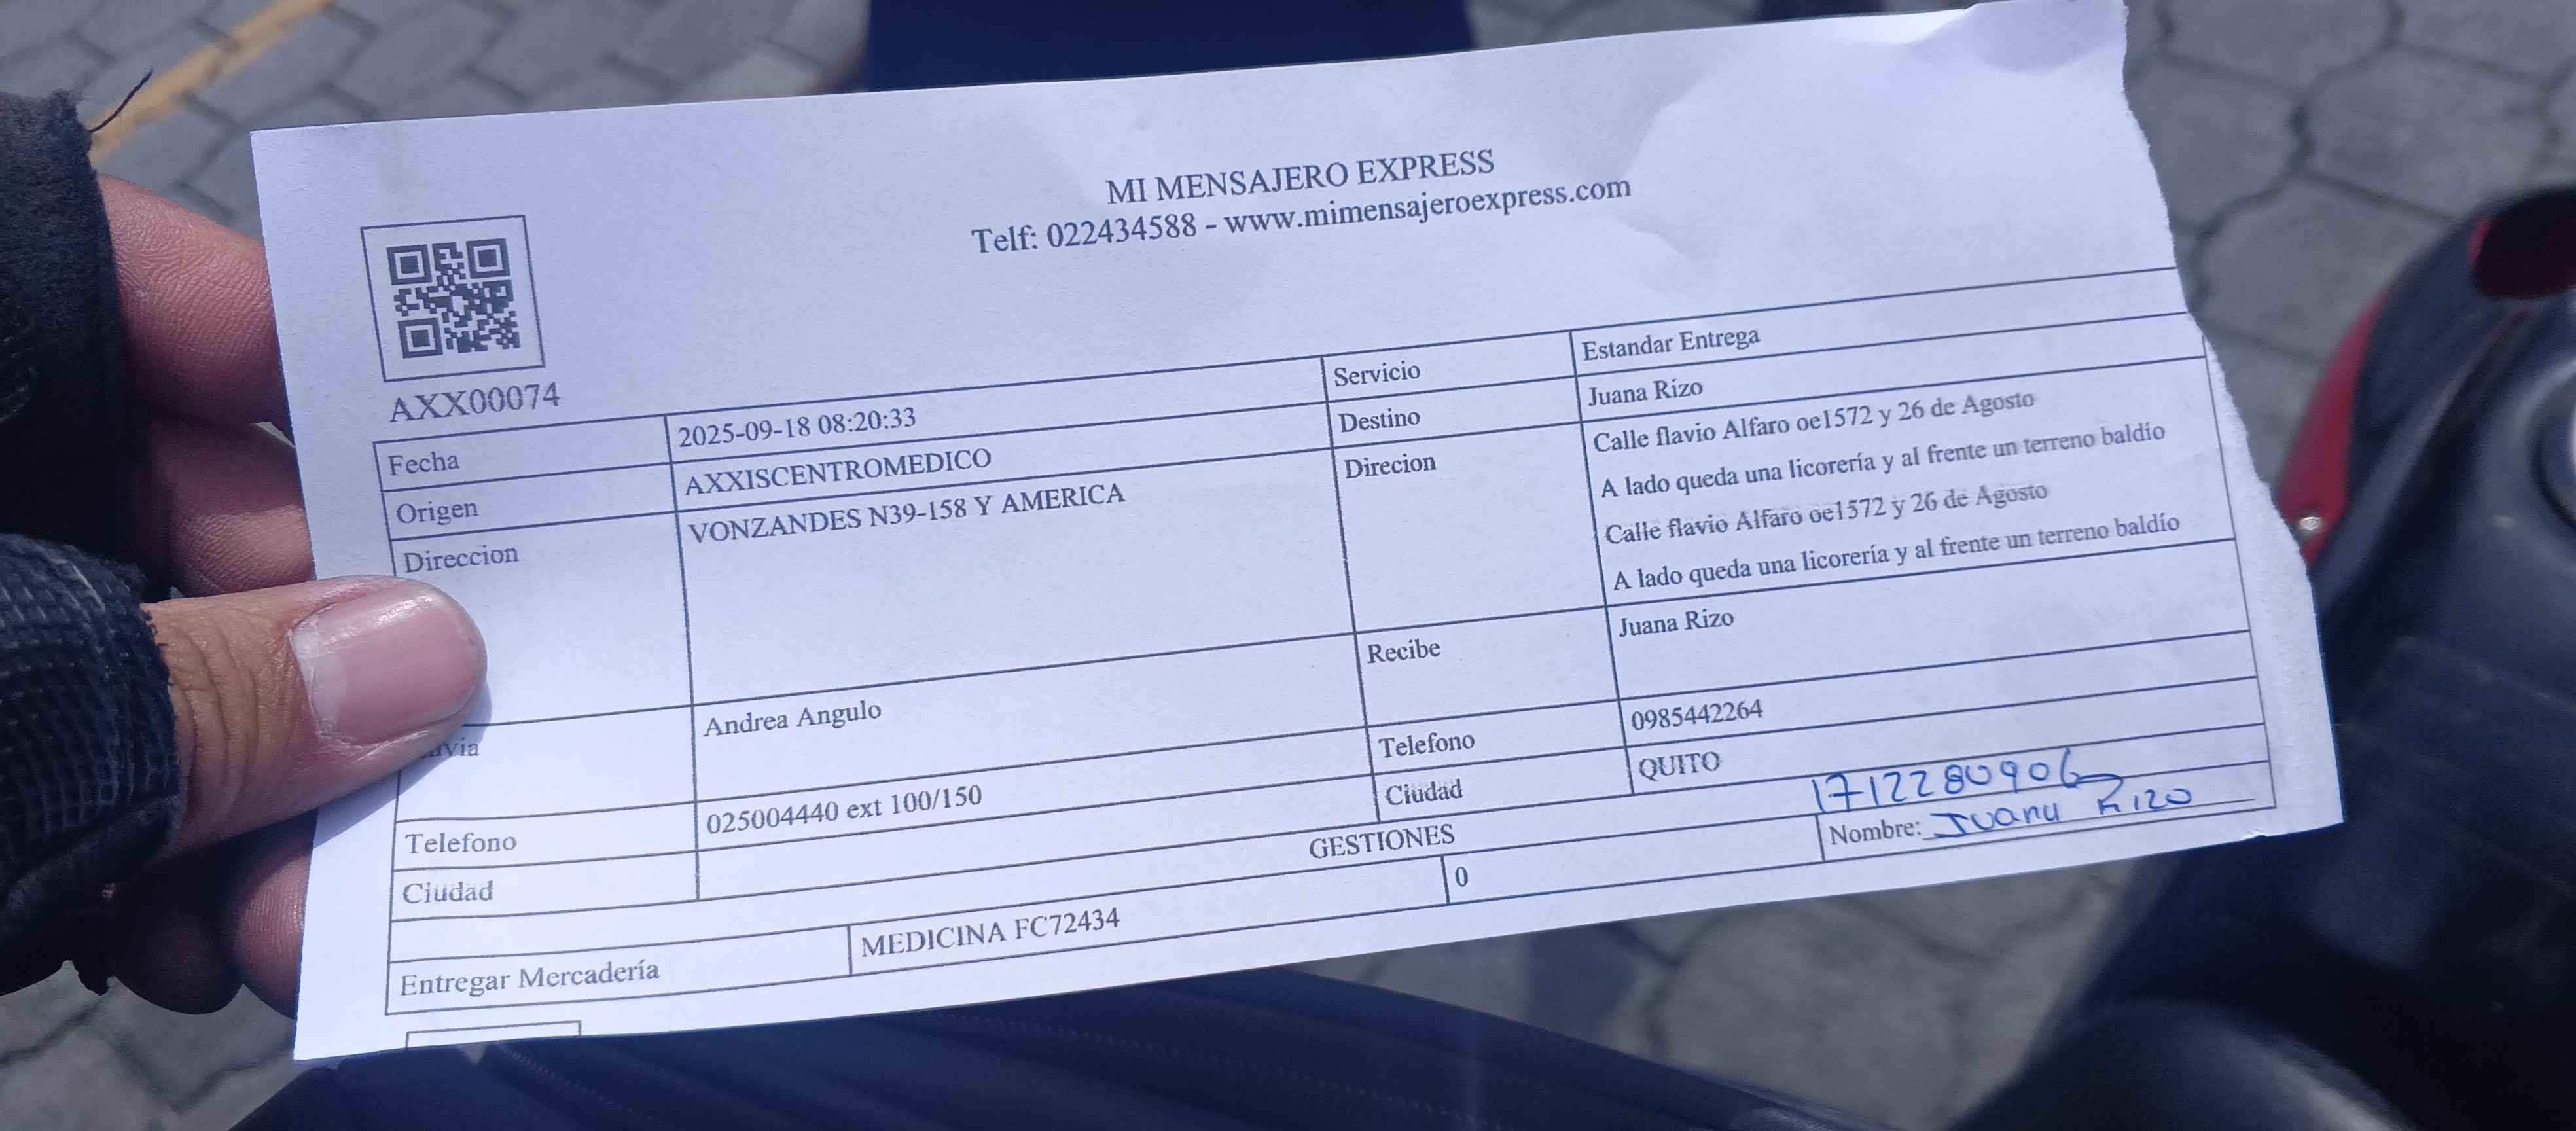 MI MENSAJERO EXPRESS
Telf: 022434588 - www.mimensajeroexpress.com
AXX00074
Fecha 2025-09-18 08:20:33 Servicio Estandar Entrega
Origen AXXISCENTROMEDICO Destino Juana Rizo
Direccion VONZANDES N39-158 Y AMERICA Direcion Calle flavio Alfaro oe1572 y 26 de Agosto
A lado queda una licorería y al frente un terreno baldío
Calle flavio Alfaro oe1572 y 26 de Agosto
A lado queda una licorería y al frente un terreno baldío
Andrea Angulo Recibe Juana Rizo
Telefono 025004440 ext 100/150 Telefono 0985442264
Ciudad Ciudad QUITO
GESTIONES
1712280906
Entregar Mercadería MEDICINA FC72434 0 Nombre: Juana Rizo